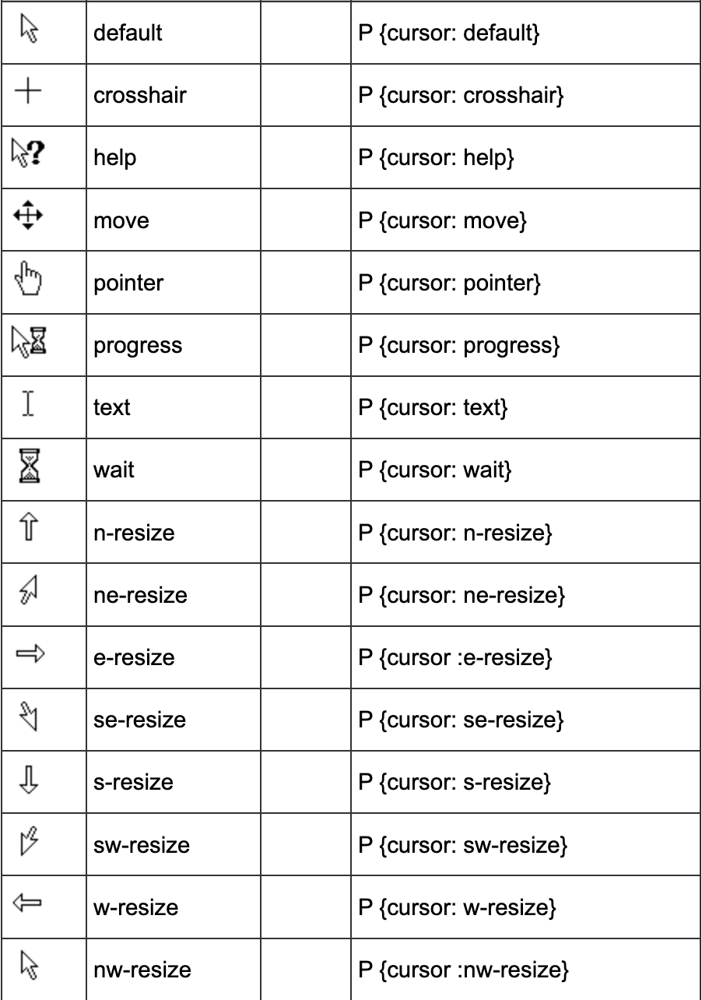 default P {cursor: default}
crosshair P {cursor: crosshair}
help P {cursor: help}
move P {cursor: move}
pointer P {cursor: pointer}
progress P {cursor: progress}
text P {cursor: text}
wait P {cursor: wait}
n-resize P {cursor: n-resize}
ne-resize P {cursor: ne-resize}
e-resize P {cursor :e-resize}
se-resize P {cursor: se-resize}
s-resize P {cursor: s-resize}
sw-resize P {cursor: sw-resize}
w-resize P {cursor: w-resize}
nw-resize P {cursor :nw-resize}